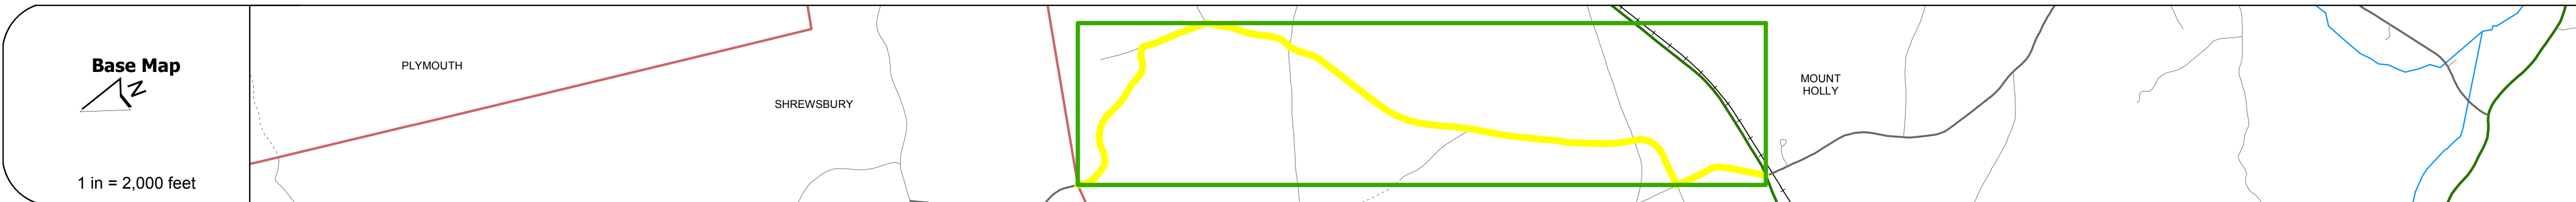 Base Map
N
1 in = 2,000 feet
PLYMOUTH
SHREWSBURY
MOUNT
HOLLY